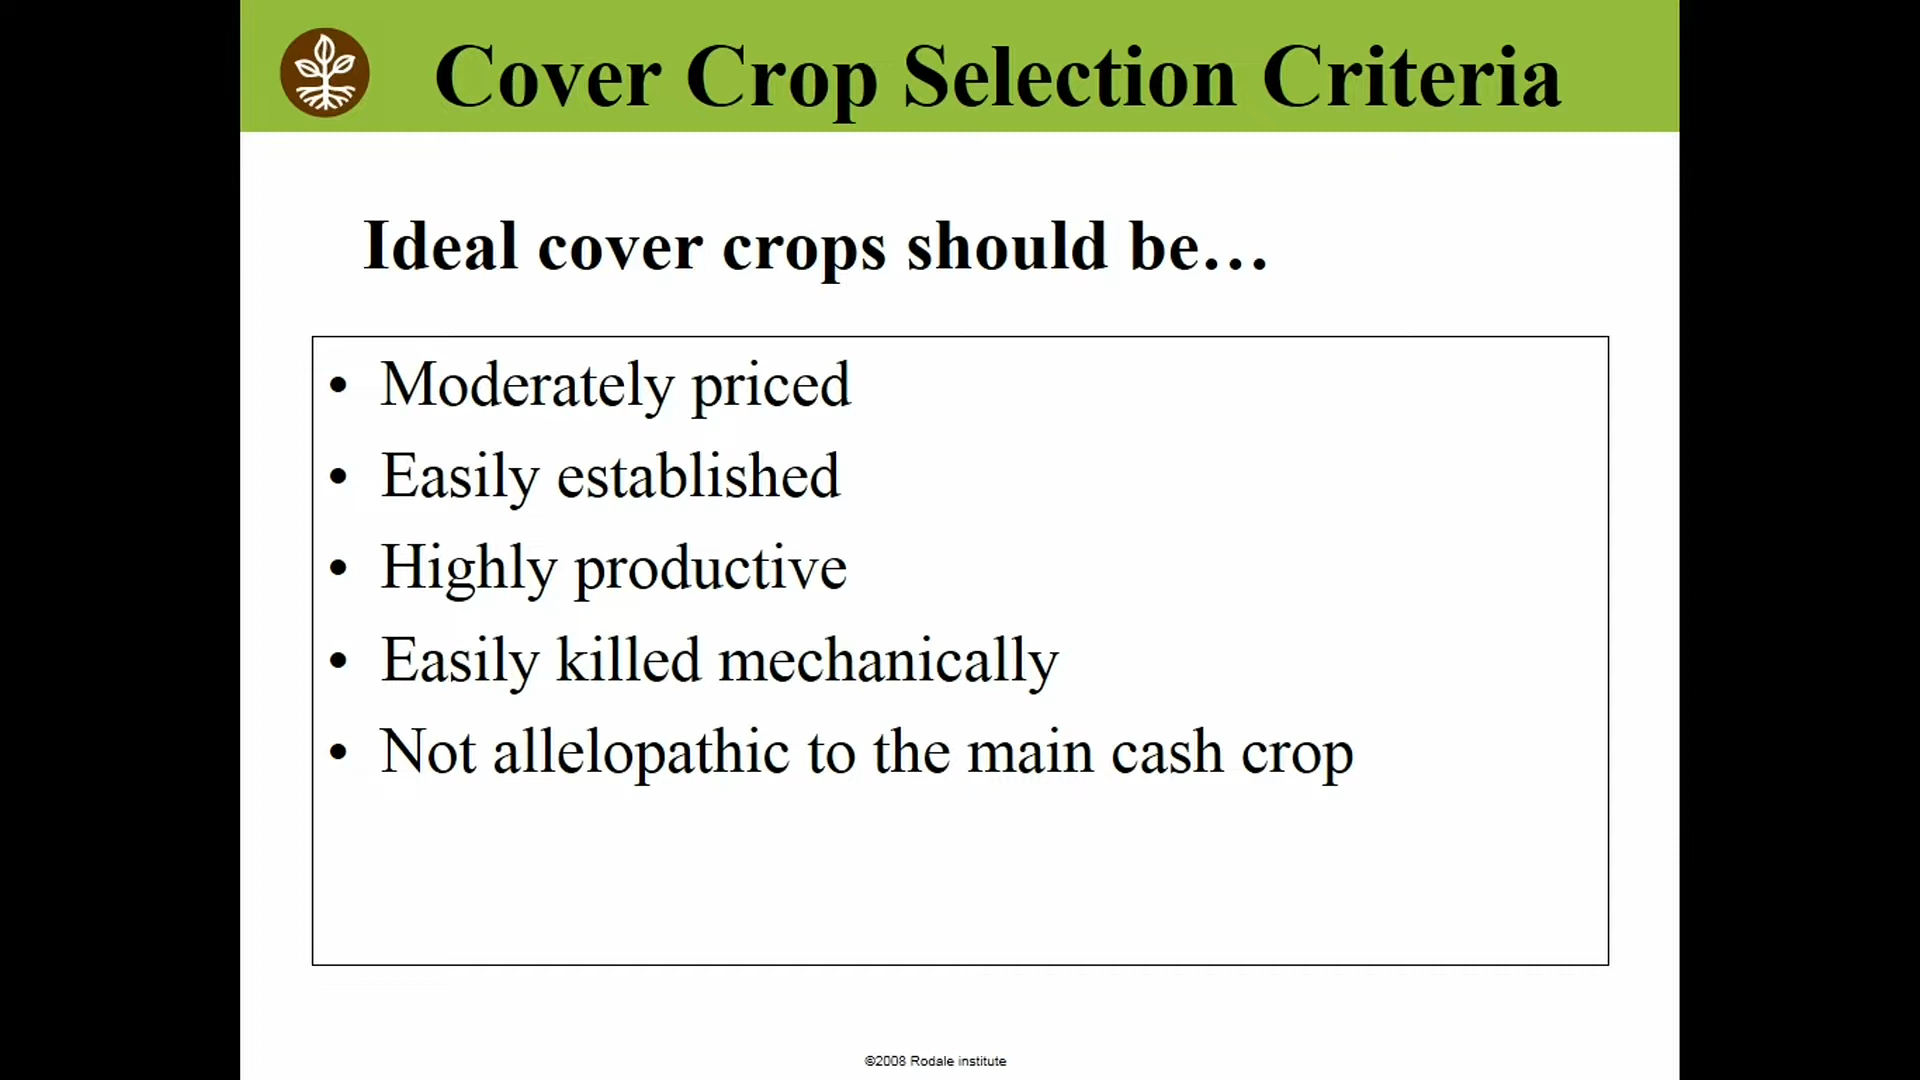 Cover Crop Selection Criteria
Ideal cover crops should be…
• Moderately priced
• Easily established
• Highly productive
• Easily killed mechanically
• Not allelopathic to the main cash crop
©2008 Rodale institute